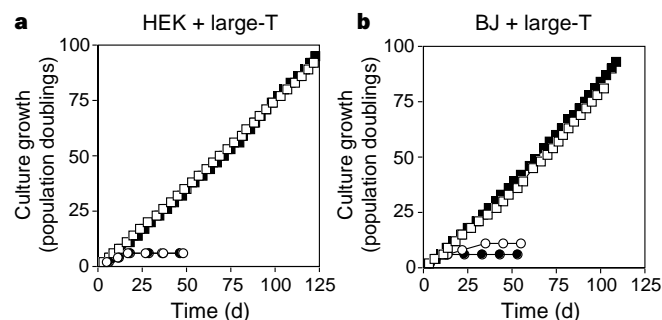 a HEK + large-T
Culture growth
(population doublings)
100
75
50
25
0
0 25 50 75 100 125
Time (d)
b BJ + large-T
Culture growth
(population doublings)
100
75
50
25
0
0 25 50 75 100 125
Time (d)